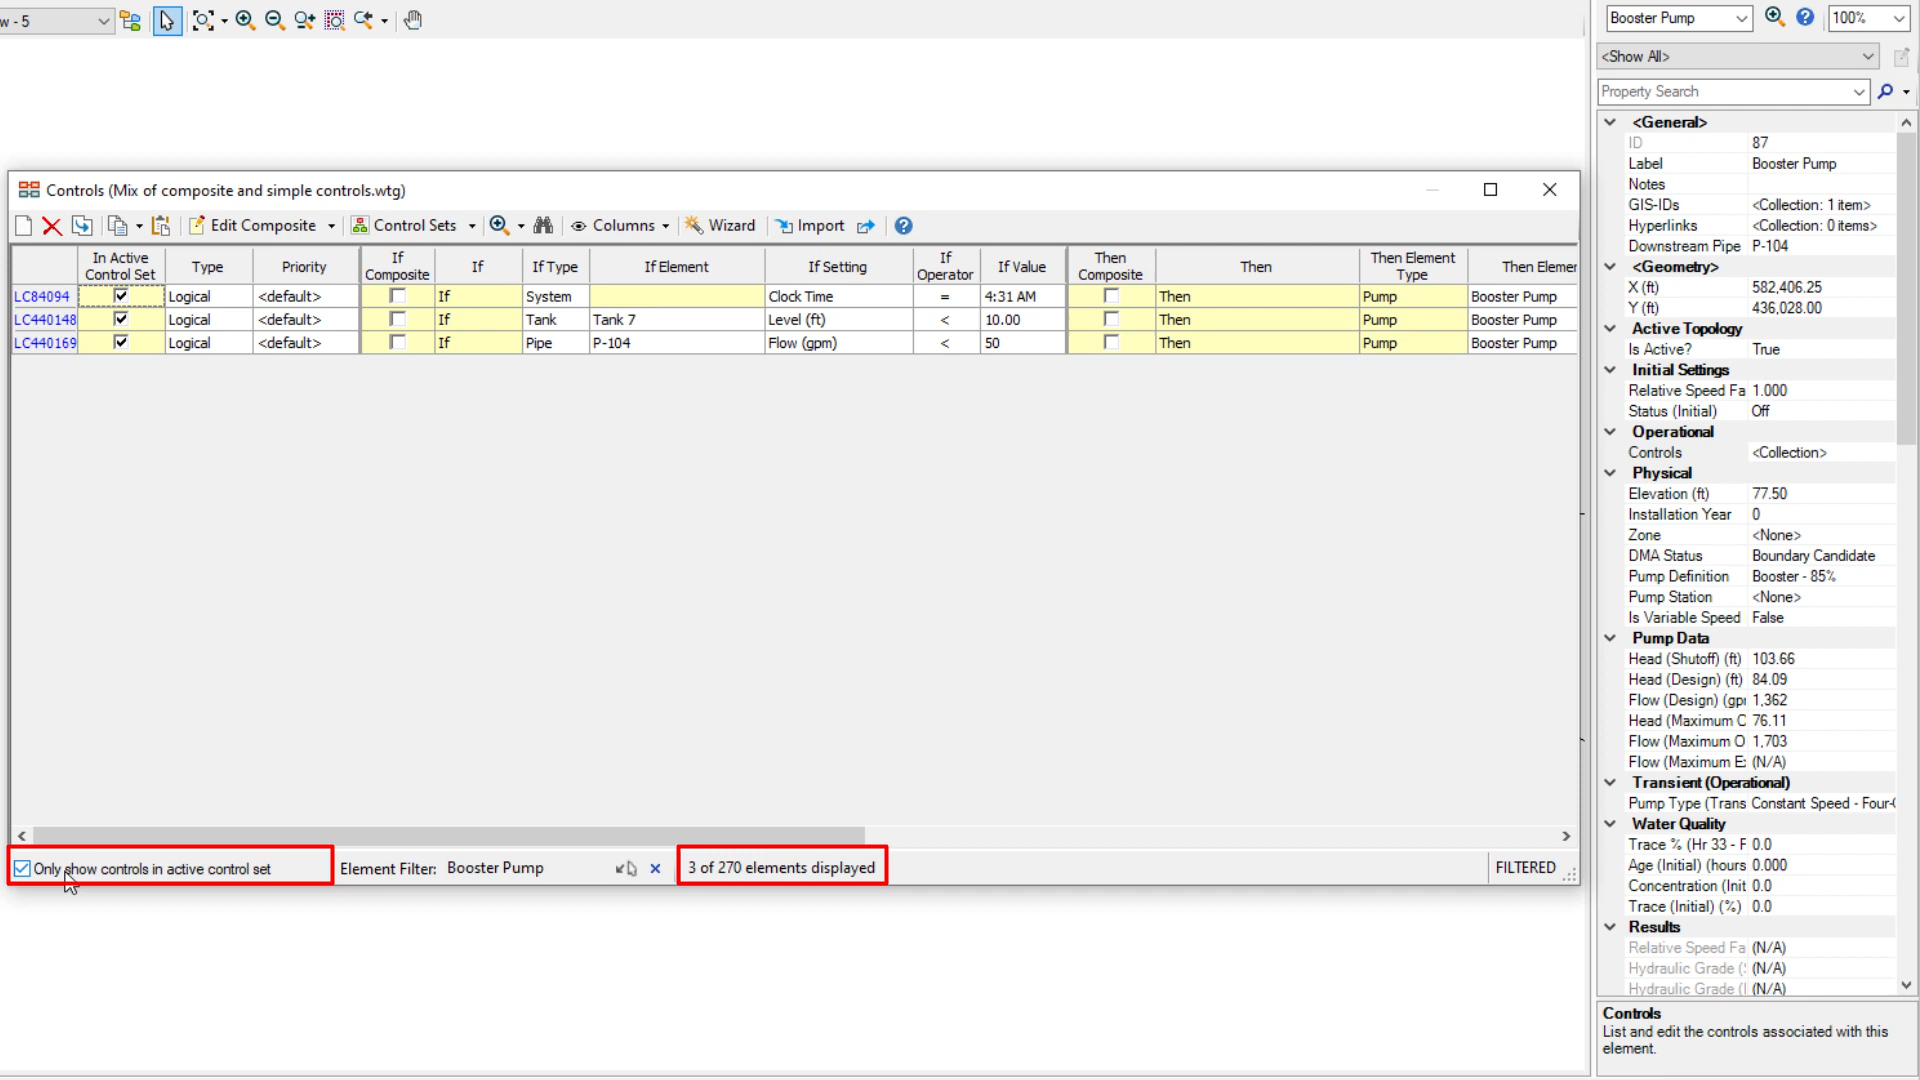 w - 5
Booster Pump 100%
<Show All>
Property Search
Controls (Mix of composite and simple controls.wtg)
Edit Composite Control Sets Columns Wizard Import
In Active Control Set Type Priority If Composite If If Type If Element If Setting If Operator If Value Then Composite Then Then Element Type Then Elemer
LC84094 Logical <default> If System Clock Time = 4:31 AM Then Pump Booster Pump
LC440148 Logical <default> If Tank Tank 7 Level (ft) < 10.00 Then Pump Booster Pump
LC440169 Logical <default> If Pipe P-104 Flow (gpm) < 50 Then Pump Booster Pump
Only show controls in active control set Element Filter: Booster Pump 3 of 270 elements displayed FILTERED
<General>
ID 87
Label Booster Pump
Notes
GIS-IDs <Collection: 1 item>
Hyperlinks <Collection: 0 items>
Downstream Pipe P-104
<Geometry>
X (ft) 582,406.25
Y (ft) 436,028.00
Active Topology
Is Active? True
Initial Settings
Relative Speed Fa 1.000
Status (Initial) Off
Operational
Controls <Collection>
Physical
Elevation (ft) 77.50
Installation Year 0
Zone <None>
DMA Status Boundary Candidate
Pump Definition Booster - 85%
Pump Station <None>
Is Variable Speed False
Pump Data
Head (Shutoff) (ft) 103.66
Head (Design) (ft) 84.09
Flow (Design) (gpi 1,362
Head (Maximum C 76.11
Flow (Maximum O 1,703
Flow (Maximum E: (N/A)
Transient (Operational)
Pump Type (Trans Constant Speed - Four-(
Water Quality
Trace % (Hr 33 - F 0.0
Age (Initial) (hours 0.000
Concentration (Init 0.0
Trace (Initial) (%) 0.0
Results
Relative Speed Fa (N/A)
Hydraulic Grade (S (N/A)
Hydraulic Grade (I (N/A)
Controls
List and edit the controls associated with this
element.